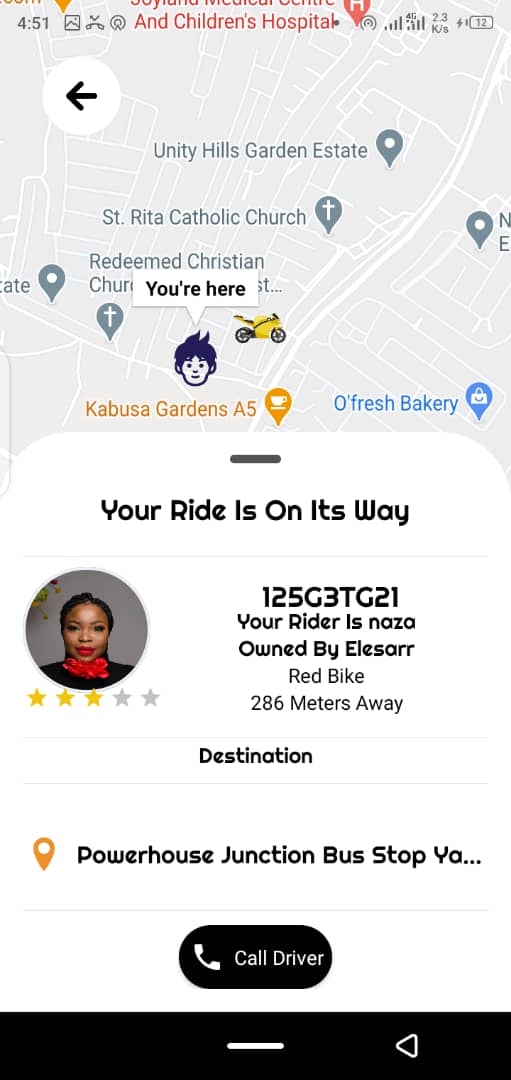 Joyland Medical Centre
4:51
And Children's Hospital
4G
2.3
K/s
12
Unity Hills Garden Estate
St. Rita Catholic Church
N
E
Redeemed Christian
ate
Chur
st...
You're here
Kabusa Gardens A5
O'fresh Bakery
Your Ride Is On Its Way
125G3TG21
Your Rider Is naza
Owned By Elesarr
Red Bike
286 Meters Away
Destination
Powerhouse Junction Bus Stop Ya...
Call Driver